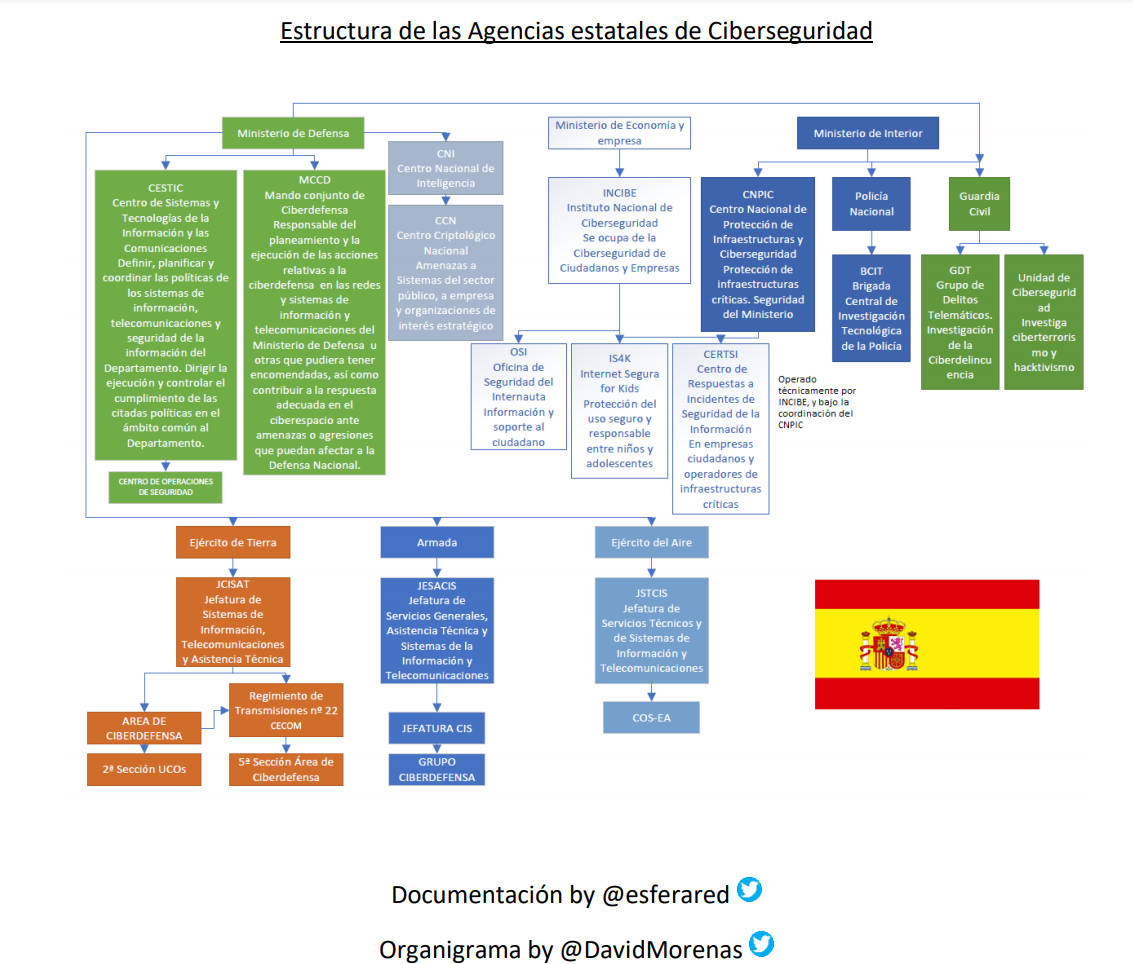 Estructura de las Agencias estatales de Ciberseguridad
Ministerio de Defensa
Ministerio de Economía y
empresa
Ministerio de Interior
CESTIC
Centro de Sistemas y
Tecnologías de la
Información y las
Comunicaciones
Definir, planificar y
coordinar las políticas de
los sistemas de
información,
telecomunicaciones y
seguridad de la
información del
Departamento. Dirigir la
ejecución y controlar el
cumplimiento de las
citadas políticas en el
ámbito común al
Departamento.
CENTRO DE OPERACIONES
DE SEGURIDAD
MCCD
Mando conjunto de
Ciberdefensa
Responsable del
planeamiento y la
ejecución de las acciones
relativas a la
ciberdefensa en las redes
y sistemas de
información y
telecomunicaciones del
Ministerio de Defensa u
otras que pudiera tener
encomendadas, así como
contribuir a la respuesta
adecuada en el
ciberespacio ante
amenazas o agresiones
que puedan afectar a la
Defensa Nacional.
CNI
Centro Nacional de
Inteligencia
CCN
Centro Criptológico
Nacional
Amenazas a
Sistemas del sector
público, a empresa
y organizaciones de
interés estratégico
INCIBE
Instituto Nacional de
Ciberseguridad
Se ocupa de la
Ciberseguridad de
Ciudadanos y Empresas
OSI
Oficina de
Seguridad del
Internauta
Información y
soporte al
ciudadano
IS4K
Internet Segura
for Kids
Protección del
uso seguro y
responsable
entre niños y
adolescentes
CERTSI
Centro de
Respuestas a
Incidentes de
Seguridad de la
Información
En empresas
ciudadanos y
operadores de
infraestructuras
críticas
Operado
técnicamente por
INCIBE, y bajo la
coordinación del
CNPIC
CNPIC
Centro Nacional de
Protección de
Infraestructuras y
Ciberseguridad
Protección de
infraestructuras
críticas. Seguridad
del Ministerio
Policía
Nacional
BCIT
Brigada
Central de
Investigación
Tecnológica
de la Policía
Guardia
Civil
GDT
Grupo de
Delitos
Telemáticos.
Investigación
de la
Ciberdelincu
encia
Unidad de
Cibersegurid
ad
Investiga
ciberterroris
mo y
hacktivismo
Ejército de Tierra
JCISAT
Jefatura de
Sistemas de
Información,
Telecomunicaciones
y Asistencia Técnica
AREA DE
CIBERDEFENSA
2ª Sección UCOs
Regimiento de
Transmisiones nº 22
CECOM
5ª Sección Área de
Ciberdefensa
Armada
JESACIS
Jefatura de
Servicios Generales,
Asistencia Técnica y
Sistemas de la
Información y
Telecomunicaciones
JEFATURA CIS
GRUPO
CIBERDEFENSA
Ejército del Aire
JSTCIS
Jefatura de
Servicios Técnicos y
de Sistemas de
Información y
Telecomunicaciones
COS-EA
Documentación by @esferared
Organigrama by @DavidMorenas